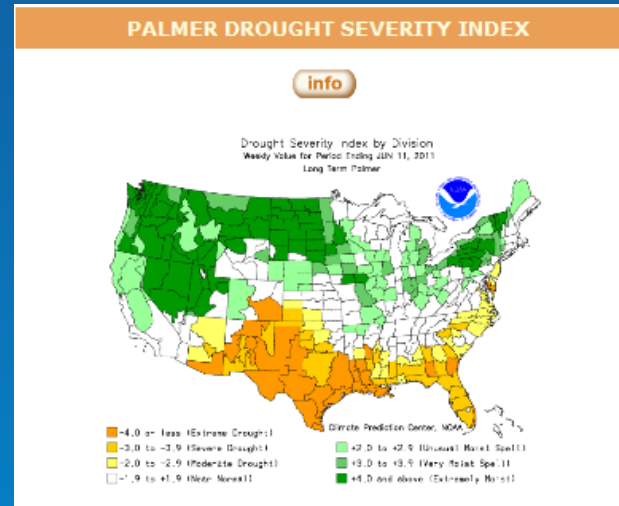 PALMER DROUGHT SEVERITY INDEX
info
Drought Severity Index by Division
Weekly Value for Period Ending JUN 11, 2011
Long Term Palmer
NOAA
Climate Prediction Center, NOAA
-4.0 or less (Extreme Drought)
-3.0 to -3.9 (Severe Drought)
-2.0 to -2.9 (Moderate Drought)
-1.9 to +1.9 (Near Normal)
+2.0 to +2.9 (Unusual Moist Spell)
+3.0 to +3.9 (Very Moist Spell)
+4.0 and above (Extremely Moist)